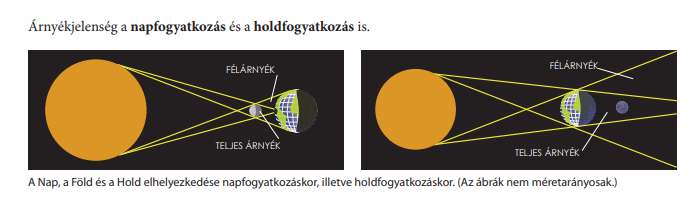 Árnyékjelenség a napfogyatkozás és a holdfogyatkozás is.
FÉLÁRNYÉK
TELJES ÁRNYÉK
FÉLÁRNYÉK
TELJES ÁRNYÉK
A Nap, a Föld és a Hold elhelyezkedése napfogyatkozáskor, illetve holdfogyatkozáskor. (Az ábrák nem méretarányosak.)